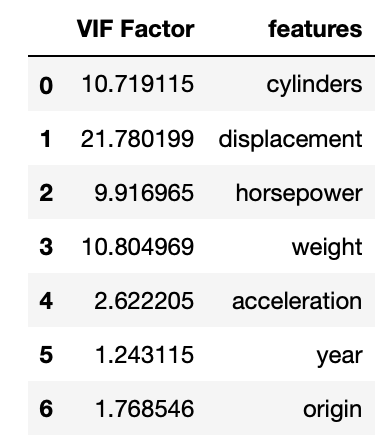 VIF Factor features
0 10.719115 cylinders
1 21.780199 displacement
2 9.916965 horsepower
3 10.804969 weight
4 2.622205 acceleration
5 1.243115 year
6 1.768546 origin